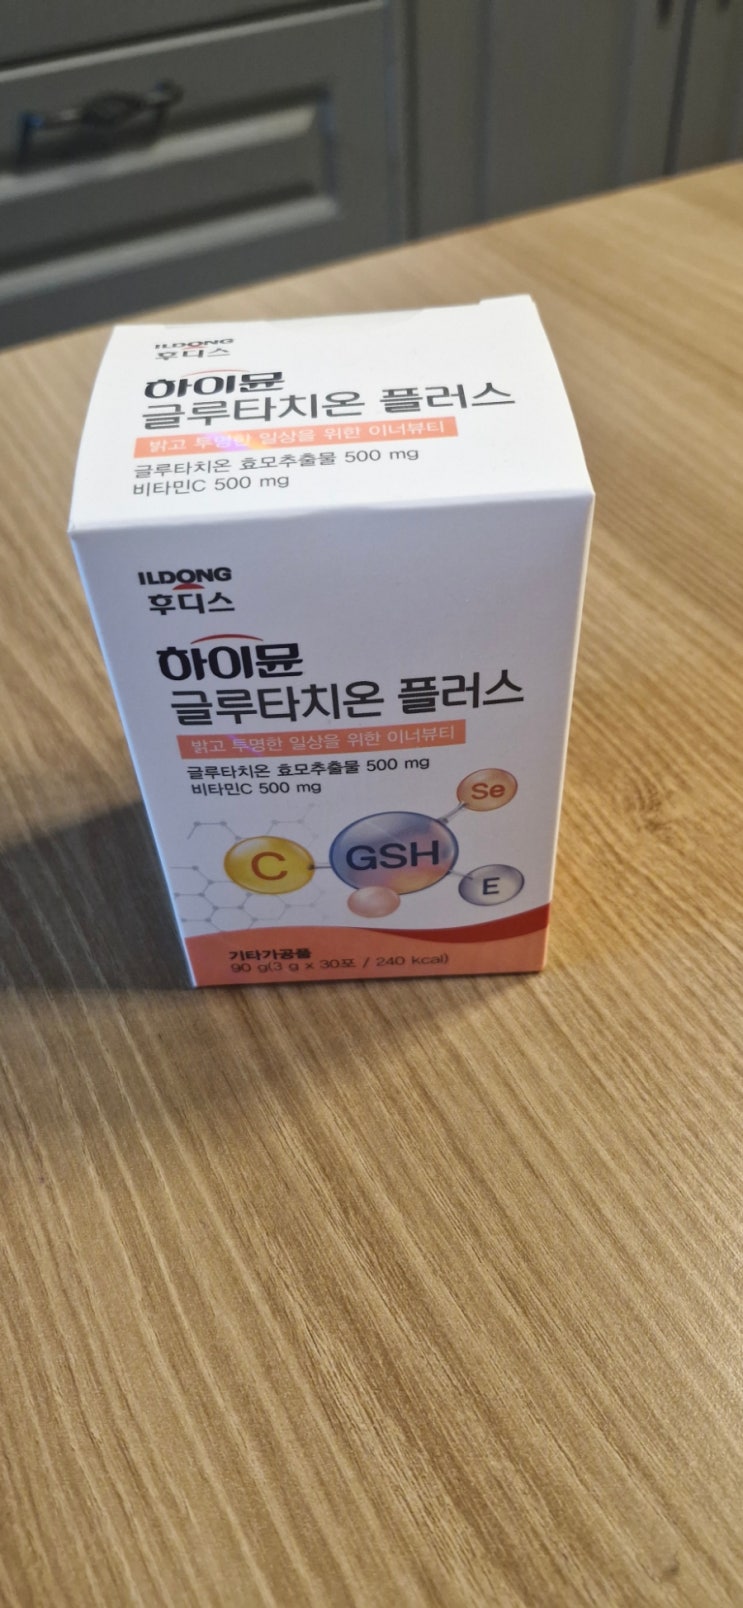 ILDONG
후디스
하이뮨
글루타치온 플러스
밝고 투명한 일상을 위한 이너뷰티
글루타치온 효모추출물 500 mg
비타민C 500 mg
ILDONG
후디스
하이뮨
글루타치온 플러스
밝고 투명한 일상을 위한 이너뷰티
글루타치온 효모추출물 500 mg
비타민C 500 mg
Se
C
GSH
E
기타가공품
90 g(3 g x 30포 / 240 kcal)